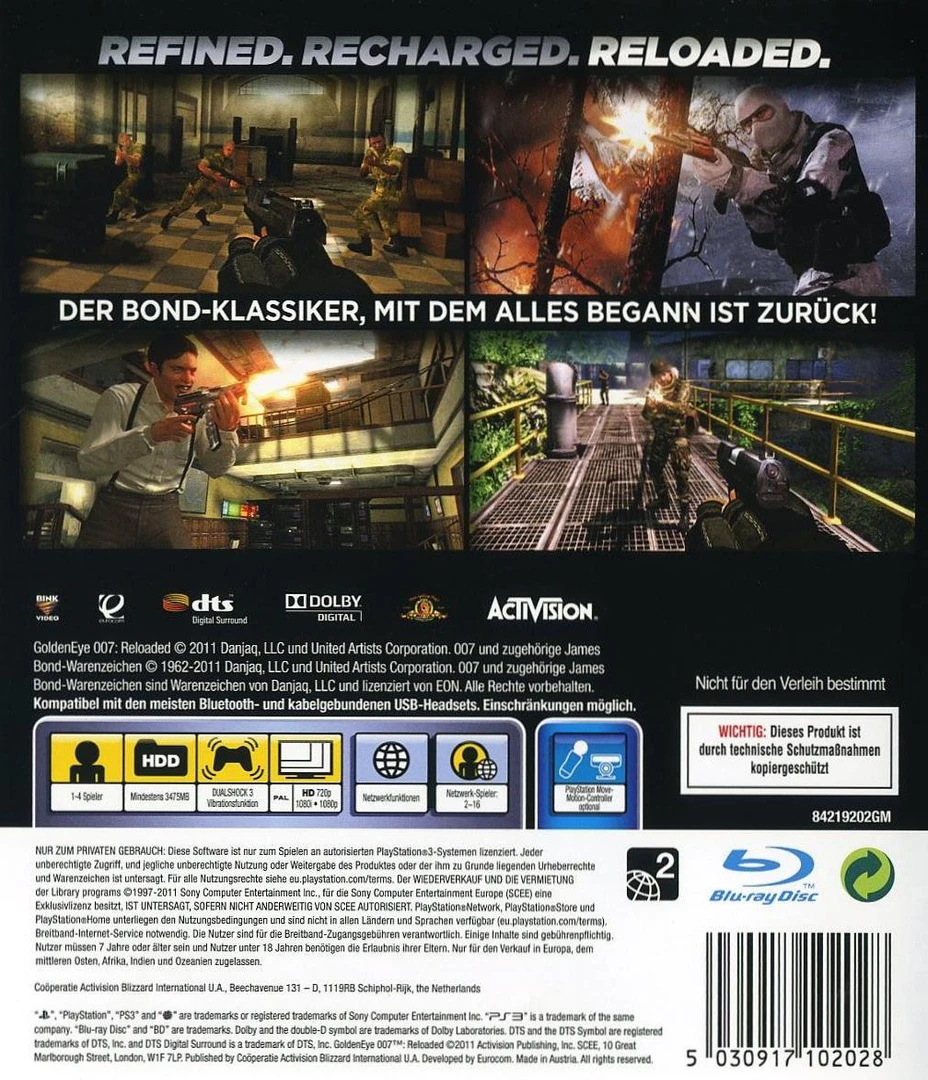 REFINED. RECHARGED. RELOADED.
DER BOND-KLASSIKER, MIT DEM ALLES BEGANN IST ZURÜCK!
BINK
VIDEO
eurocom
dts
Digital Surround
DOLBY
DIGITAL
ACTIVISION
GoldenEye 007: Reloaded © 2011 Danjaq, LLC und United Artists Corporation. 007 und zugehörige James
Bond-Warenzeichen © 1962-2011 Danjaq, LLC und United Artists Corporation. 007 und zugehörige James
Bond-Warenzeichen sind Warenzeichen von Danjaq, LLC und lizenziert von EON. Alle Rechte vorbehalten.
Kompatibel mit den meisten Bluetooth- und kabelgebundenen USB-Headsets. Einschränkungen möglich.
Nicht für den Verleih bestimmt
WICHTIG: Dieses Produkt ist
durch technische Schutzmaßnahmen
kopiergeschützt
84219202GM
HDD
1-4 Spieler
Mindestens 3475MB
DUALSHOCK 3
Vibrationsfunktion
PAL
HD 720p
1080i • 1080p
Netzwerkfunktionen
Netzwerk-Spieler:
2–16
PlayStation Move-
Motion-Controller
optional
NUR ZUM PRIVATEN GEBRAUCH: Diese Software ist nur zum Spielen an autorisierten PlayStation®3-Systemen lizenziert. Jeder
unberechtigte Zugriff, und jegliche unberechtigte Nutzung oder Weitergabe des Produktes oder der ihm zu Grunde liegenden Urheberrechte
und Warenzeichen ist untersagt. Für alle Nutzungsrechte siehe eu.playstation.com/terms. Der WIEDERVERKAUF UND DIE VERMIETUNG
der Library programs ©1997-2011 Sony Computer Entertainment Inc., für die Sony Computer Entertainment Europe (SCEE) eine
Exklusivlizenz besitzt, IST UNTERSAGT, SOFERN NICHT ANDERWEITIG VON SCEE AUTORISIERT. PlayStation®Network, PlayStation®Store und
PlayStation®Home unterliegen den Nutzungsbedingungen und sind nicht in allen Ländern und Sprachen verfügbar (eu.playstation.com/terms).
Breitband-Internet-Service notwendig. Die Nutzer sind für die Breitband-Zugangsgebühren verantwortlich. Einige Inhalte sind gebührenpflichtig.
Nutzer müssen 7 Jahre oder älter sein und die Nutzer unter 18 Jahren benötigen die Erlaubnis ihrer Eltern. Nur für den Verkauf in Europa, dem
mittleren Osten, Afrika, Indien und Ozeanien zugelassen.
2
Blu-ray Disc™
Coöperatie Activision Blizzard International U.A., Beechavenue 131 – D, 1119RB Schiphol-Rijk, the Netherlands
"", "PlayStation", "PS3" and "" are trademarks or registered trademarks of Sony Computer Entertainment Inc. "PS3" is a trademark of the same
company. "Blu-ray Disc" and "BD" are trademarks. Dolby and the double-D symbol are trademarks of Dolby Laboratories. DTS and the DTS Symbol are registered
trademarks of DTS, Inc. and DTS Digital Surround is a trademark of DTS, Inc. GoldenEye 007™: Reloaded ©2011 Activision Publishing, Inc. SCEE, 10 Great
Marlborough Street, London, W1F 7LP. Published by Coöperatie Activision Blizzard International U.A. Developed by Eurocom. Made in Austria. All rights reserved.
5 030917 102028